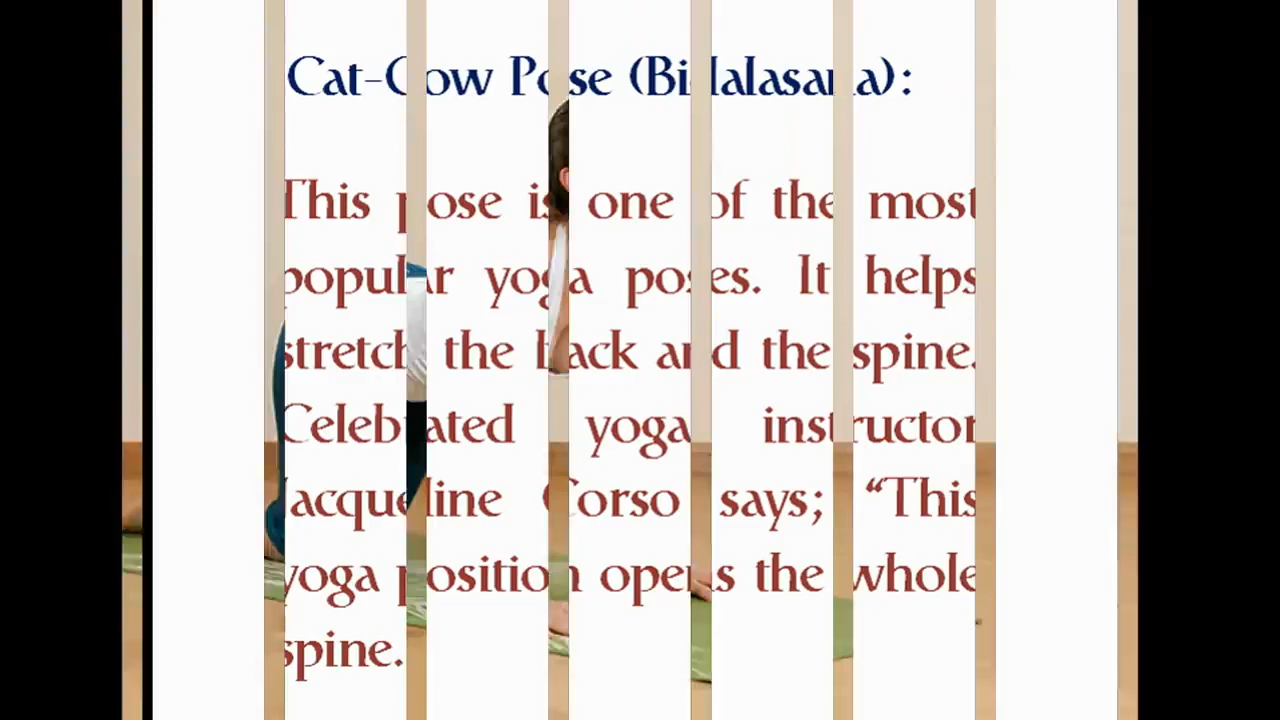 Cat-Cow Pose (Bidalasana):
This pose is one of the most
popular yoga poses. It helps
stretch the back and the spine.
Celebrated yoga instructor
Jacqueline Corso says; “This
yoga position opens the whole
spine.